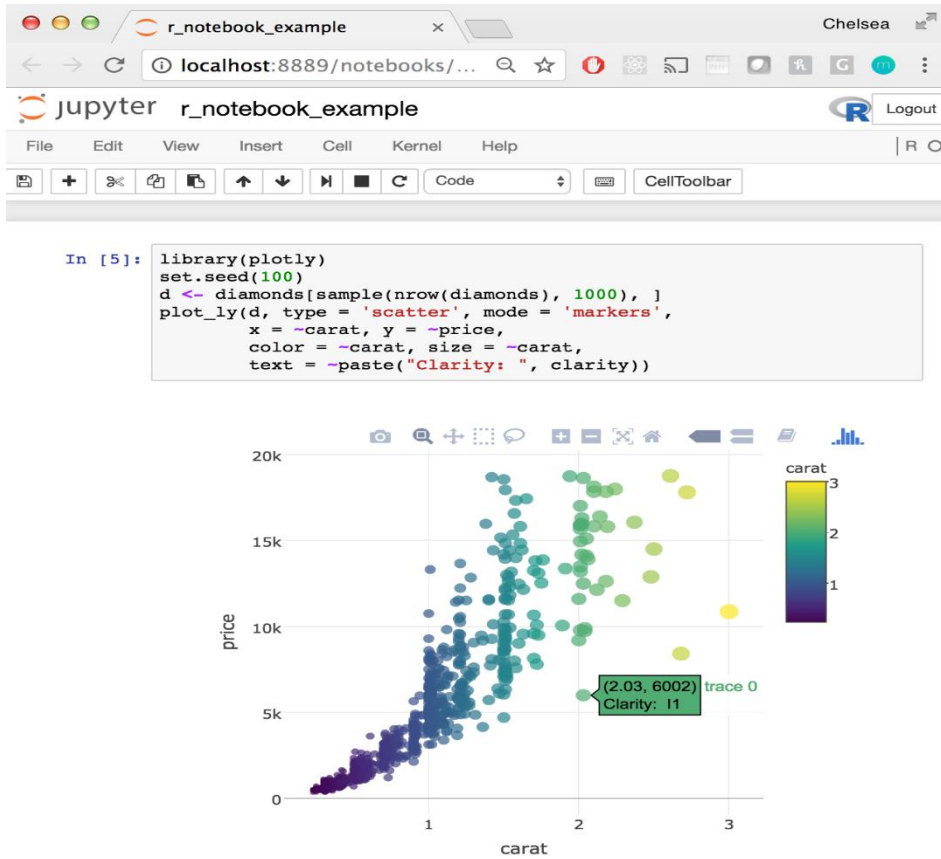 r_notebook_example ×
Chelsea
localhost:8889/notebooks/...
jupyter r_notebook_example
R
Logout
File Edit View Insert Cell Kernel Help
R
Code
CellToolbar
In [5]:
library(plotly)
set.seed(100)
d <- diamonds[sample(nrow(diamonds), 1000), ]
plot_ly(d, type = 'scatter', mode = 'markers',
x = ~carat, y = ~price,
color = ~carat, size = ~carat,
text = ~paste("Clarity: ", clarity))
20k
15k
10k
5k
0
price
1
2
3
carat
(2.03, 6002) trace 0
Clarity: I1
carat
3
2
1